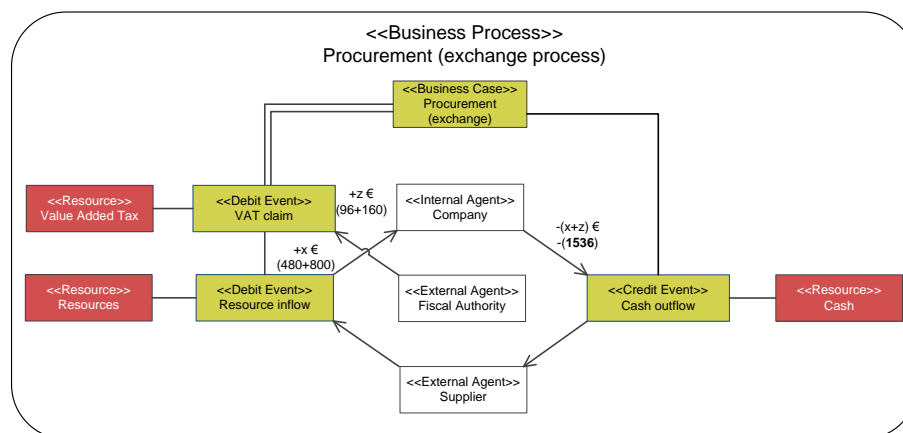 <<Business Process>>
Procurement (exchange process)
<<Business Case>>
Procurement
(exchange)
<<Resource>>
Value Added Tax
<<Debit Event>>
VAT claim
+z €
(96+160)
<<Internal Agent>>
Company
-(x+z) €
-(1536)
+x €
(480+800)
<<Resource>>
Resources
<<Debit Event>>
Resource inflow
<<External Agent>>
Fiscal Authority
<<Credit Event>>
Cash outflow
<<Resource>>
Cash
<<External Agent>>
Supplier